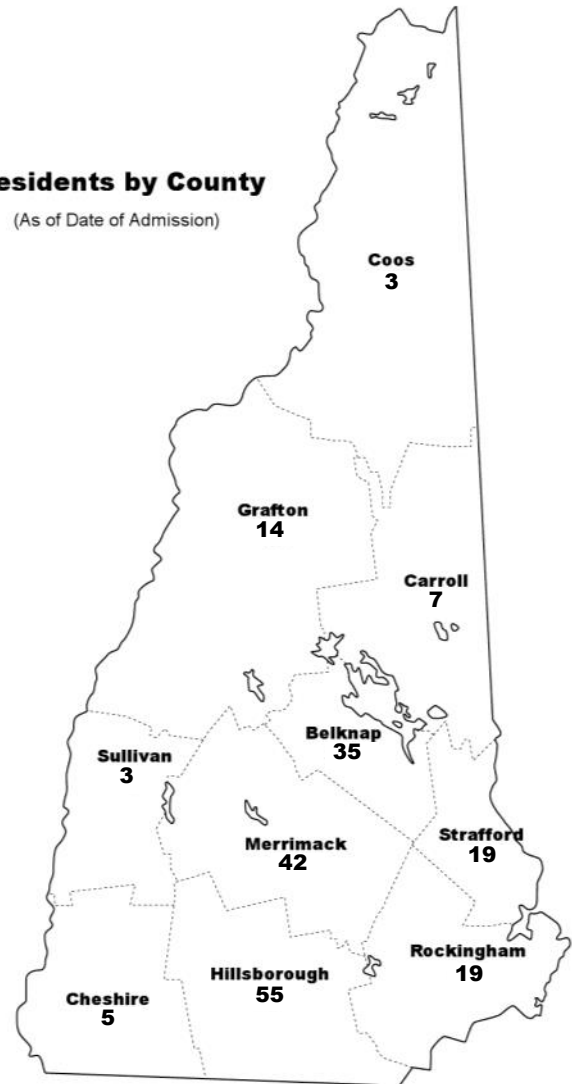 esidents by County
(As of Date of Admission)
Coos
3
Grafton
14
Carroll
7
Belknap
35
Sullivan
3
Merrimack
42
Strafford
19
Rockingham
19
Hillsborough
55
Cheshire
5